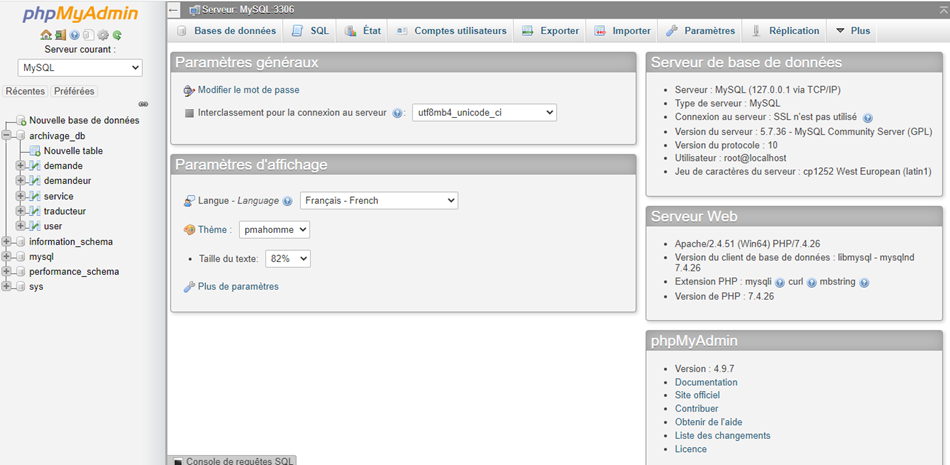 phpMyAdmin
Serveur courant :
MySQL
Récentes Préférées
Nouvelle base de données
archivage_db
Nouvelle table
demande
demandeur
service
traducteur
user
information_schema
mysql
performance_schema
sys
Serveur: MySQL:3306
Bases de données SQL État Comptes utilisateurs Exporter Importer Paramètres Réplication Plus
Paramètres généraux
Modifier le mot de passe
Interclassement pour la connexion au serveur : utf8mb4_unicode_ci
Paramètres d'affichage
Langue - Language Français - French
Thème : pmahomme
Taille du texte: 82%
Plus de paramètres
Serveur de base de données
Serveur : MySQL (127.0.0.1 via TCP/IP)
Type de serveur : MySQL
Connexion au serveur : SSL n'est pas utilisé
Version du serveur : 5.7.36 - MySQL Community Server (GPL)
Version du protocole : 10
Utilisateur : root@localhost
Jeu de caractères du serveur : cp1252 West European (latin1)
Serveur Web
Apache/2.4.51 (Win64) PHP/7.4.26
Version du client de base de données : libmysql - mysqlnd
7.4.26
Extension PHP : mysqli curl mbstring
Version de PHP : 7.4.26
phpMyAdmin
Version : 4.9.7
Documentation
Site officiel
Contribuer
Obtenir de l'aide
Liste des changements
Licence
Console de requêtes SQL